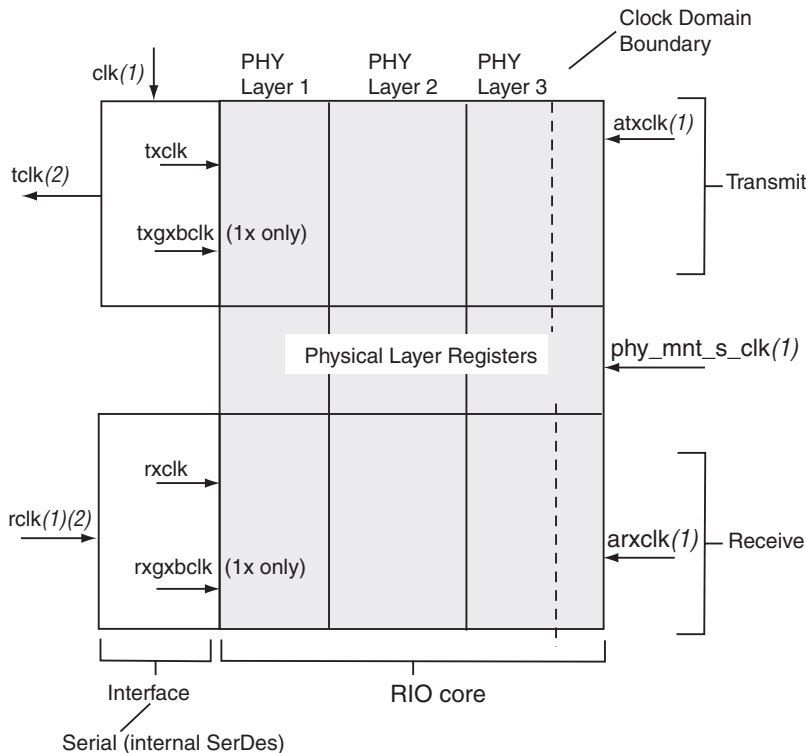 Clock Domain
Boundary
clk(1)
PHY
Layer 1
PHY
Layer 2
PHY
Layer 3
txclk
atxclk(1)
tclk(2)
Transmit
txgxbclk (1x only)
Physical Layer Registers
phy_mnt_s_clk(1)
rxclk
rclk(1)(2)
arxclk(1)
Receive
rxgxbclk (1x only)
Interface
RIO core
Serial (internal SerDes)